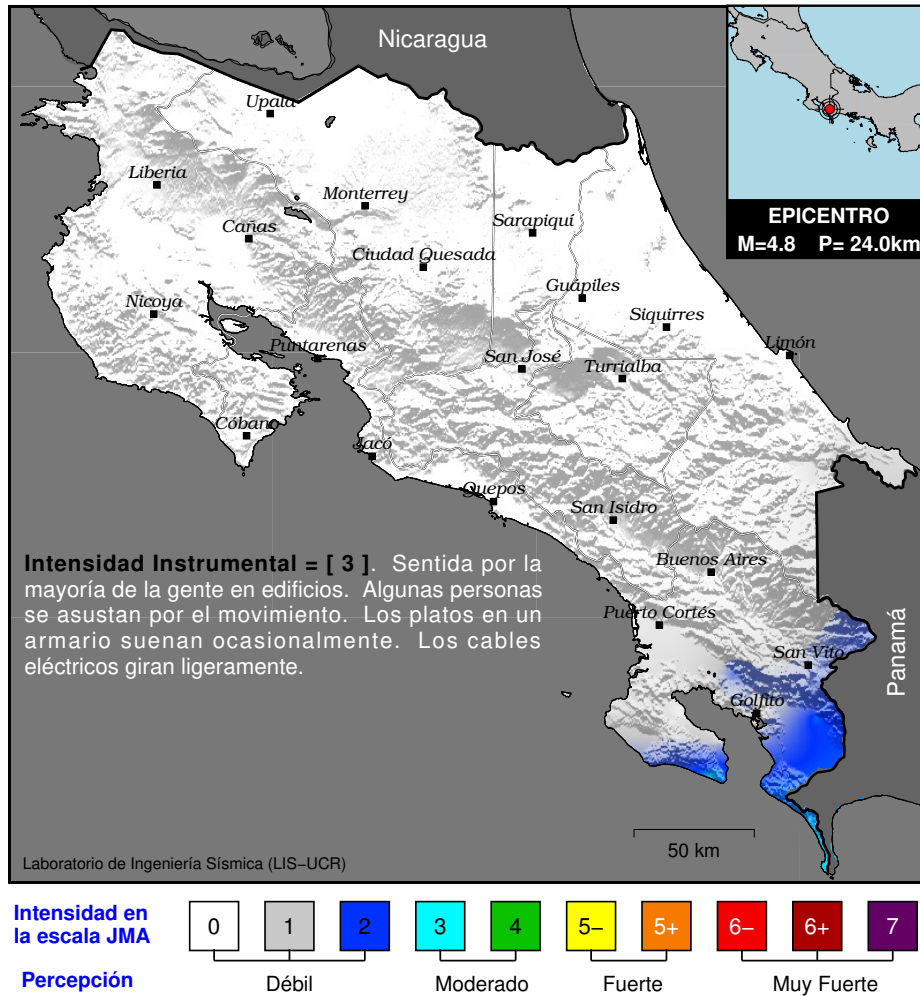 Nicaragua
EPICENTRO
M=4.8 P= 24.0km
Upala
Liberia
Monterrey
Cañas
Sarapiquí
Ciudad Quesada
Guápiles
Nicoya
Siquirres
Puntarenas
San José
Limón
Turrialba
Cóbano
Jacó
Quepos
San Isidro
Buenos Aires
Puerto Cortés
San Vito
Golfito
Panamá
Intensidad Instrumental = [ 3 ]. Sentida por la
mayoría de la gente en edificios. Algunas personas
se asustan por el movimiento. Los platos en un
armario suenan ocasionalmente. Los cables
eléctricos giran ligeramente.
50 km
Laboratorio de Ingeniería Sísmica (LIS−UCR)
Intensidad en
la escala JMA
0 1 2 3 4 5− 5+ 6− 6+ 7
Percepción
Débil Moderado Fuerte Muy Fuerte